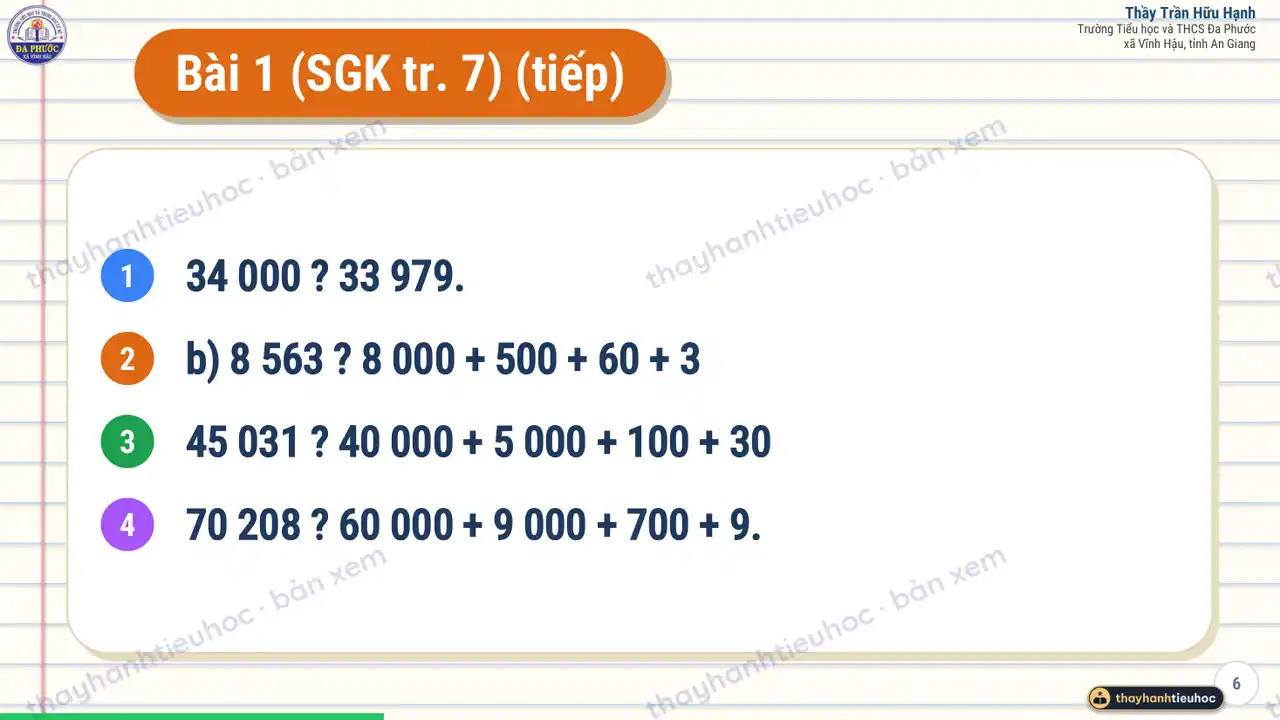 Thầy Trần Hữu Hạnh
Trường Tiểu học và THCS Đa Phước
xã Vĩnh Hậu, tỉnh An Giang
ĐA PHƯỚC
XÃ VĨNH HẬU
Bài 1 (SGK tr. 7) (tiếp)
thayhanhtieuhoc · bản xem
thayhanhtieuhoc · bản xem
1 34 000 ? 33 979.
2 b) 8 563 ? 8 000 + 500 + 60 + 3
3 45 031 ? 40 000 + 5 000 + 100 + 30
4 70 208 ? 60 000 + 9 000 + 700 + 9.
thayhanhtieuhoc · bản xem
thayhanhtieuhoc · bản xem
thayhanhtieuhoc
6